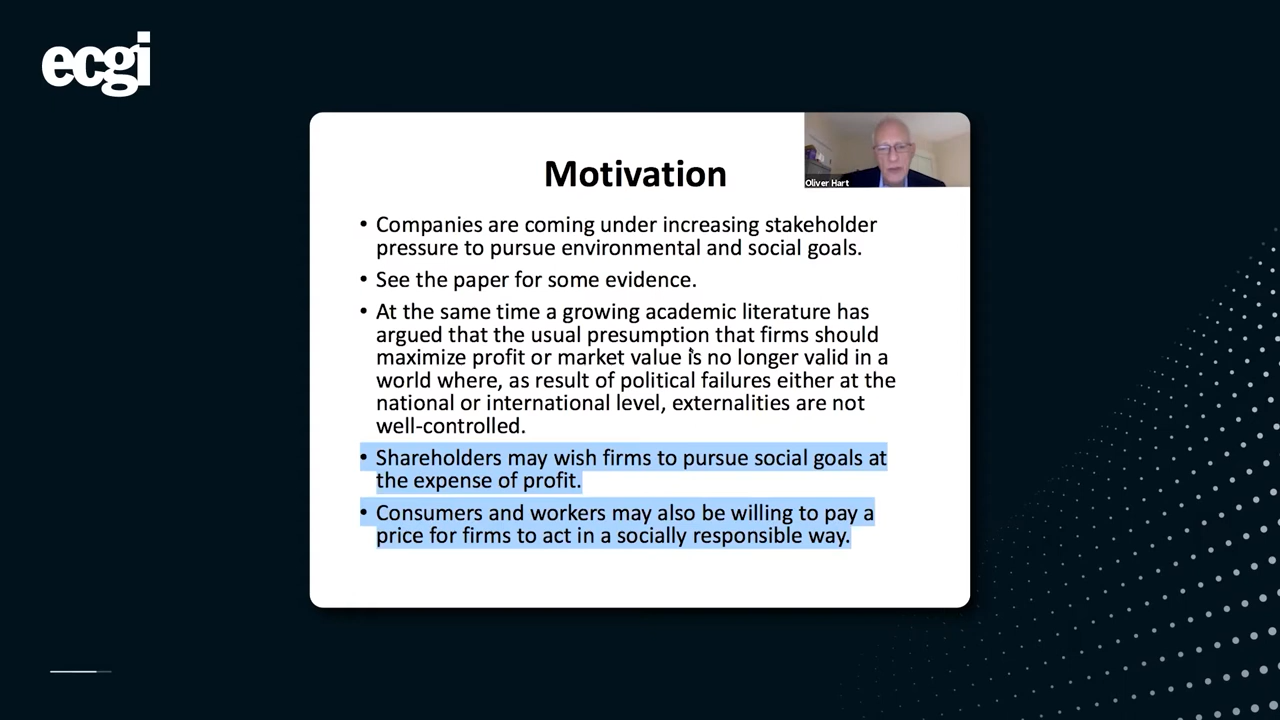 ecgi
Motivation
Oliver Hart
• Companies are coming under increasing stakeholder
pressure to pursue environmental and social goals.
• See the paper for some evidence.
• At the same time a growing academic literature has
argued that the usual presumption that firms should
maximize profit or market value is no longer valid in a
world where, as result of political failures either at the
national or international level, externalities are not
well-controlled.
• Shareholders may wish firms to pursue social goals at
the expense of profit.
• Consumers and workers may also be willing to pay a
price for firms to act in a socially responsible way.